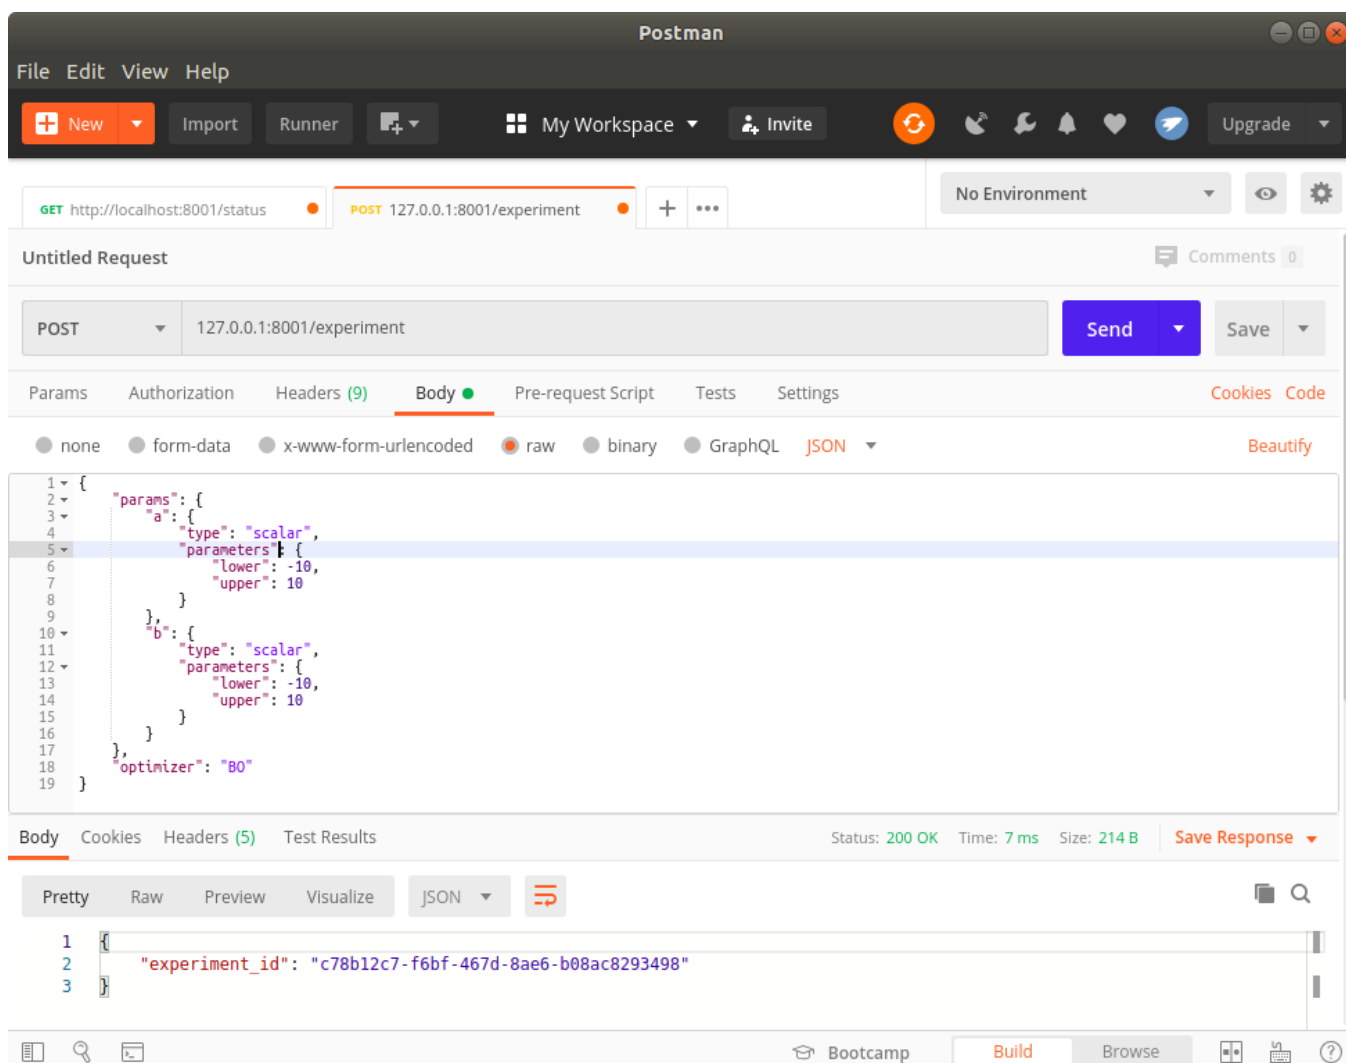 Postman
File Edit View Help
New Import Runner My Workspace Invite Upgrade
GET http://localhost:8001/status POST 127.0.0.1:8001/experiment No Environment
Untitled Request Comments 0
POST 127.0.0.1:8001/experiment Send Save
Params Authorization Headers (9) Body Pre-request Script Tests Settings Cookies Code
none form-data x-www-form-urlencoded raw binary GraphQL JSON Beautify
1 {
2 "params": {
3 "a": {
4 "type": "scalar",
5 "parameters": {
6 "lower": -10,
7 "upper": 10
8 }
9 },
10 "b": {
11 "type": "scalar",
12 "parameters": {
13 "lower": -10,
14 "upper": 10
15 }
16 }
17 },
18 "optimizer": "BO"
19 }
Body Cookies Headers (5) Test Results Status: 200 OK Time: 7 ms Size: 214 B Save Response
Pretty Raw Preview Visualize JSON
1 {
2 "experiment_id": "c78b12c7-f6bf-467d-8ae6-b08ac8293498"
3 }
Bootcamp Build Browse